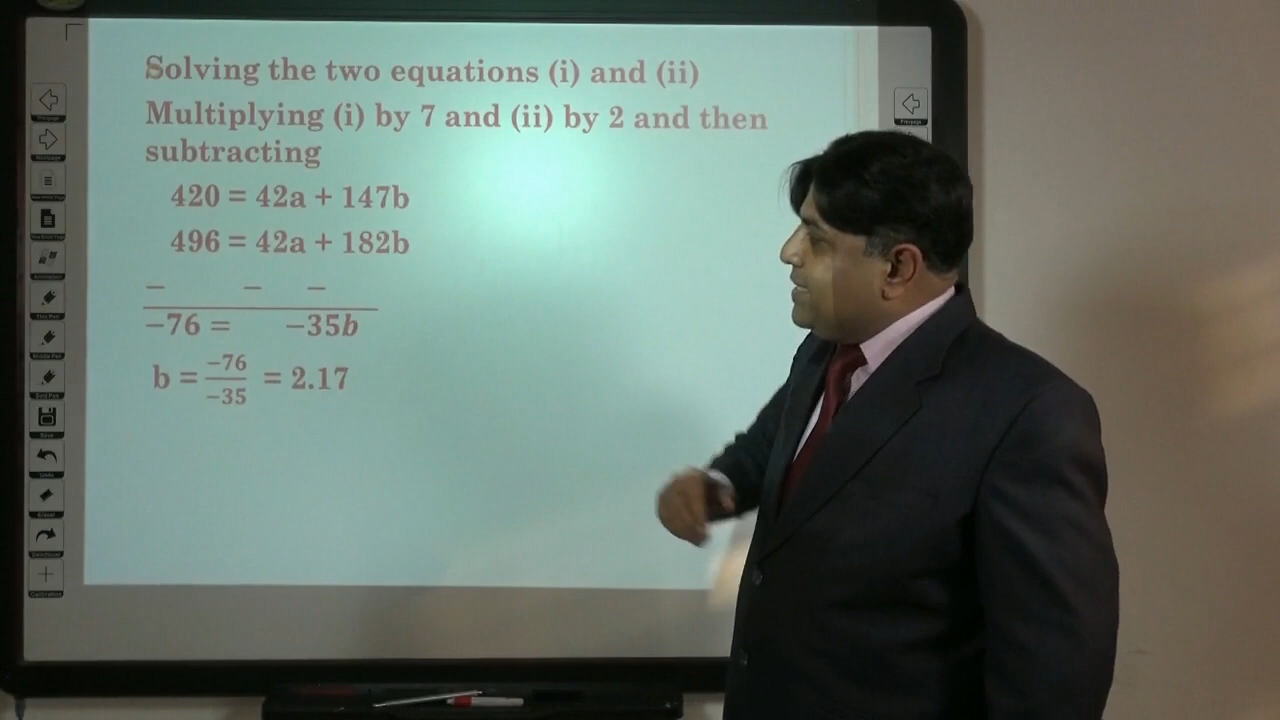 Solving the two equations (i) and (ii)
Multiplying (i) by 7 and (ii) by 2 and then
subtracting
420 = 42a + 147b
496 = 42a + 182b
− − −
−76 = −35b
b = −76/−35 = 2.17